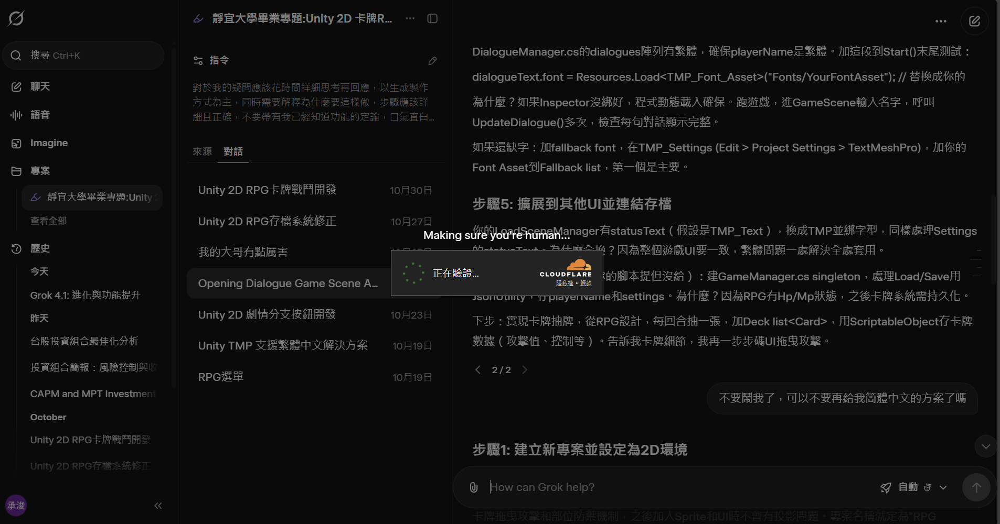 搜尋 Ctrl+K
聊天
語音
Imagine
專案
靜宜大學畢業專題:Unity
查看全部
歷史
今天
Grok 4.1: 進化與功能提升
昨天
台股投資組合最佳化分析
投資組合簡報：風險控制與收
CAPM and MPT Investment
October
Unity 2D RPG卡牌戰鬥開發
Unity 2D RPG存檔系統修正
承浚
靜宜大學畢業專題:Unity 2D 卡牌R...
指令
對於我的疑問應該花時間詳細思考再回應，以生成製作
方式為主，同時需要解釋為什麼要這樣做，步驟應該詳
細且正確，不要帶有我已經知道功能的定論，口氣直白...
來源 對話
Unity 2D RPG卡牌戰鬥開發 10月30日
Unity 2D RPG存檔系統修正 10月27日
我的大哥有點厲害
Opening Dialogue Game Scene A...
Unity 2D 劇情分支按鈕開發 10月23日
Unity TMP 支援繁體中文解決方案 10月19日
RPG選單 10月19日
DialogueManager.cs的dialogues陣列有繁體，確保playerName是繁體。加這段到Start()末尾測試：
dialogueText.font = Resources.Load<TMP_Font_Asset>("Fonts/YourFontAsset"); // 替換成你的
為什麼？如果Inspector沒綁好，程式動態載入確保。跑遊戲，進GameScene輸入名字，呼叫
UpdateDialogue()多次，檢查每句對話顯示完整。
如果還缺字：加fallback font，在TMP_Settings (Edit > Project Settings > TextMeshPro)，加你的
Font Asset到Fallback list，第一個是主要。
步驟5: 擴展到其他UI並連結存檔
你的LoadSceneManager有statusText（假設是TMP_Text），換成TMP並綁字型，同樣處理Settings
的statusText。為什麼全換？因為整個遊戲UI要一致，繁體問題一處解決全處套用。
的腳本提但沒給）：建GameManager.cs singleton，處理Load/Save用
JsonUtility，存playerName和settings。為什麼？因為RPG有Hp/Mp狀態，之後卡牌系統需持久化。
下步：實現卡牌抽牌，從RPG設計，每回合抽一張，加Deck list<Card>，用ScriptableObject存卡牌
數據（攻擊值、控制等）。告訴我卡牌細節，我再一步步碼UI拖曳攻擊。
2 / 2
不要鬧我了，可以不要再給我簡體中文的方案了嗎
步驟1: 建立新專案並設定為2D環境
How can Grok help?
自動
卡牌拖曳攻擊和部位防禦機制，之後加入Sprite和UI時不會有投影問題。專案名稱就定為"RPG
Making sure you're human...
正在驗證...
CLOUDFLARE
隱私權 • 條款